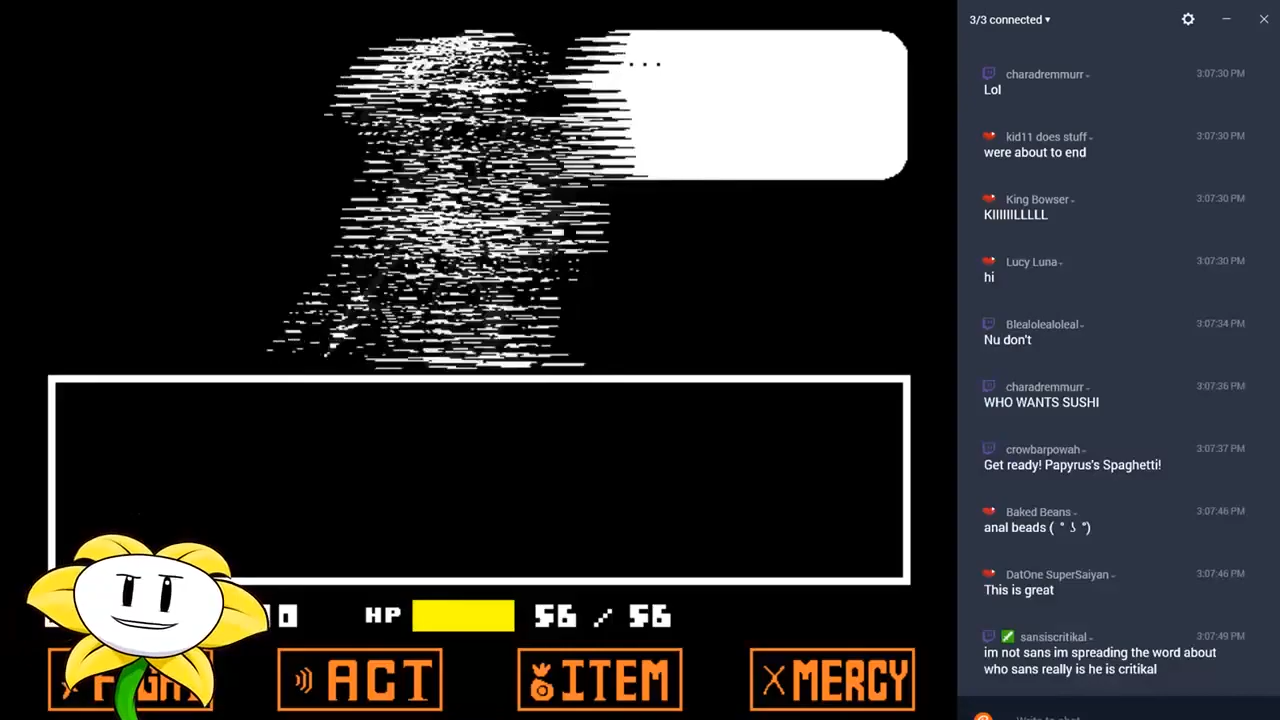 ...
3/3 connected
charadremmurr
3:07:30 PM
Lol
kid11 does stuff
3:07:30 PM
were about to end
King Bowser
3:07:30 PM
KIIIIIILLLLL
Lucy Luna
3:07:30 PM
hi
Blealolealoleal
3:07:34 PM
Nu don't
charadremmurr
3:07:36 PM
WHO WANTS SUSHI
crowbarpowah
3:07:37 PM
Get ready! Papyrus's Spaghetti!
Baked Beans
3:07:46 PM
anal beads ( ͡° ͜ʖ ͡°)
DatOne SuperSaiyan
3:07:46 PM
This is great
sansiscritikal
3:07:49 PM
im not sans im spreading the word about
who sans really is he is critikal
Write to chat
HP 56 / 56
ACT
ITEM
MERCY